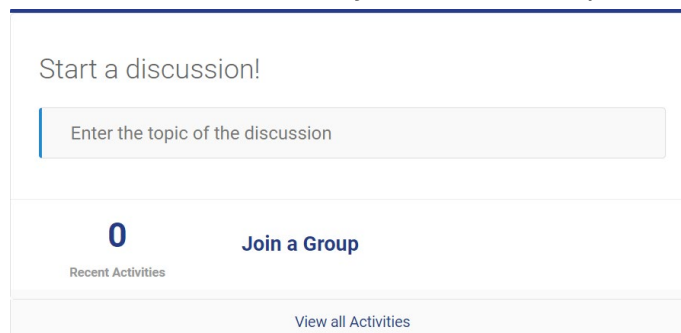 Start a discussion!
Enter the topic of the discussion
0
Join a Group
Recent Activities
View all Activities